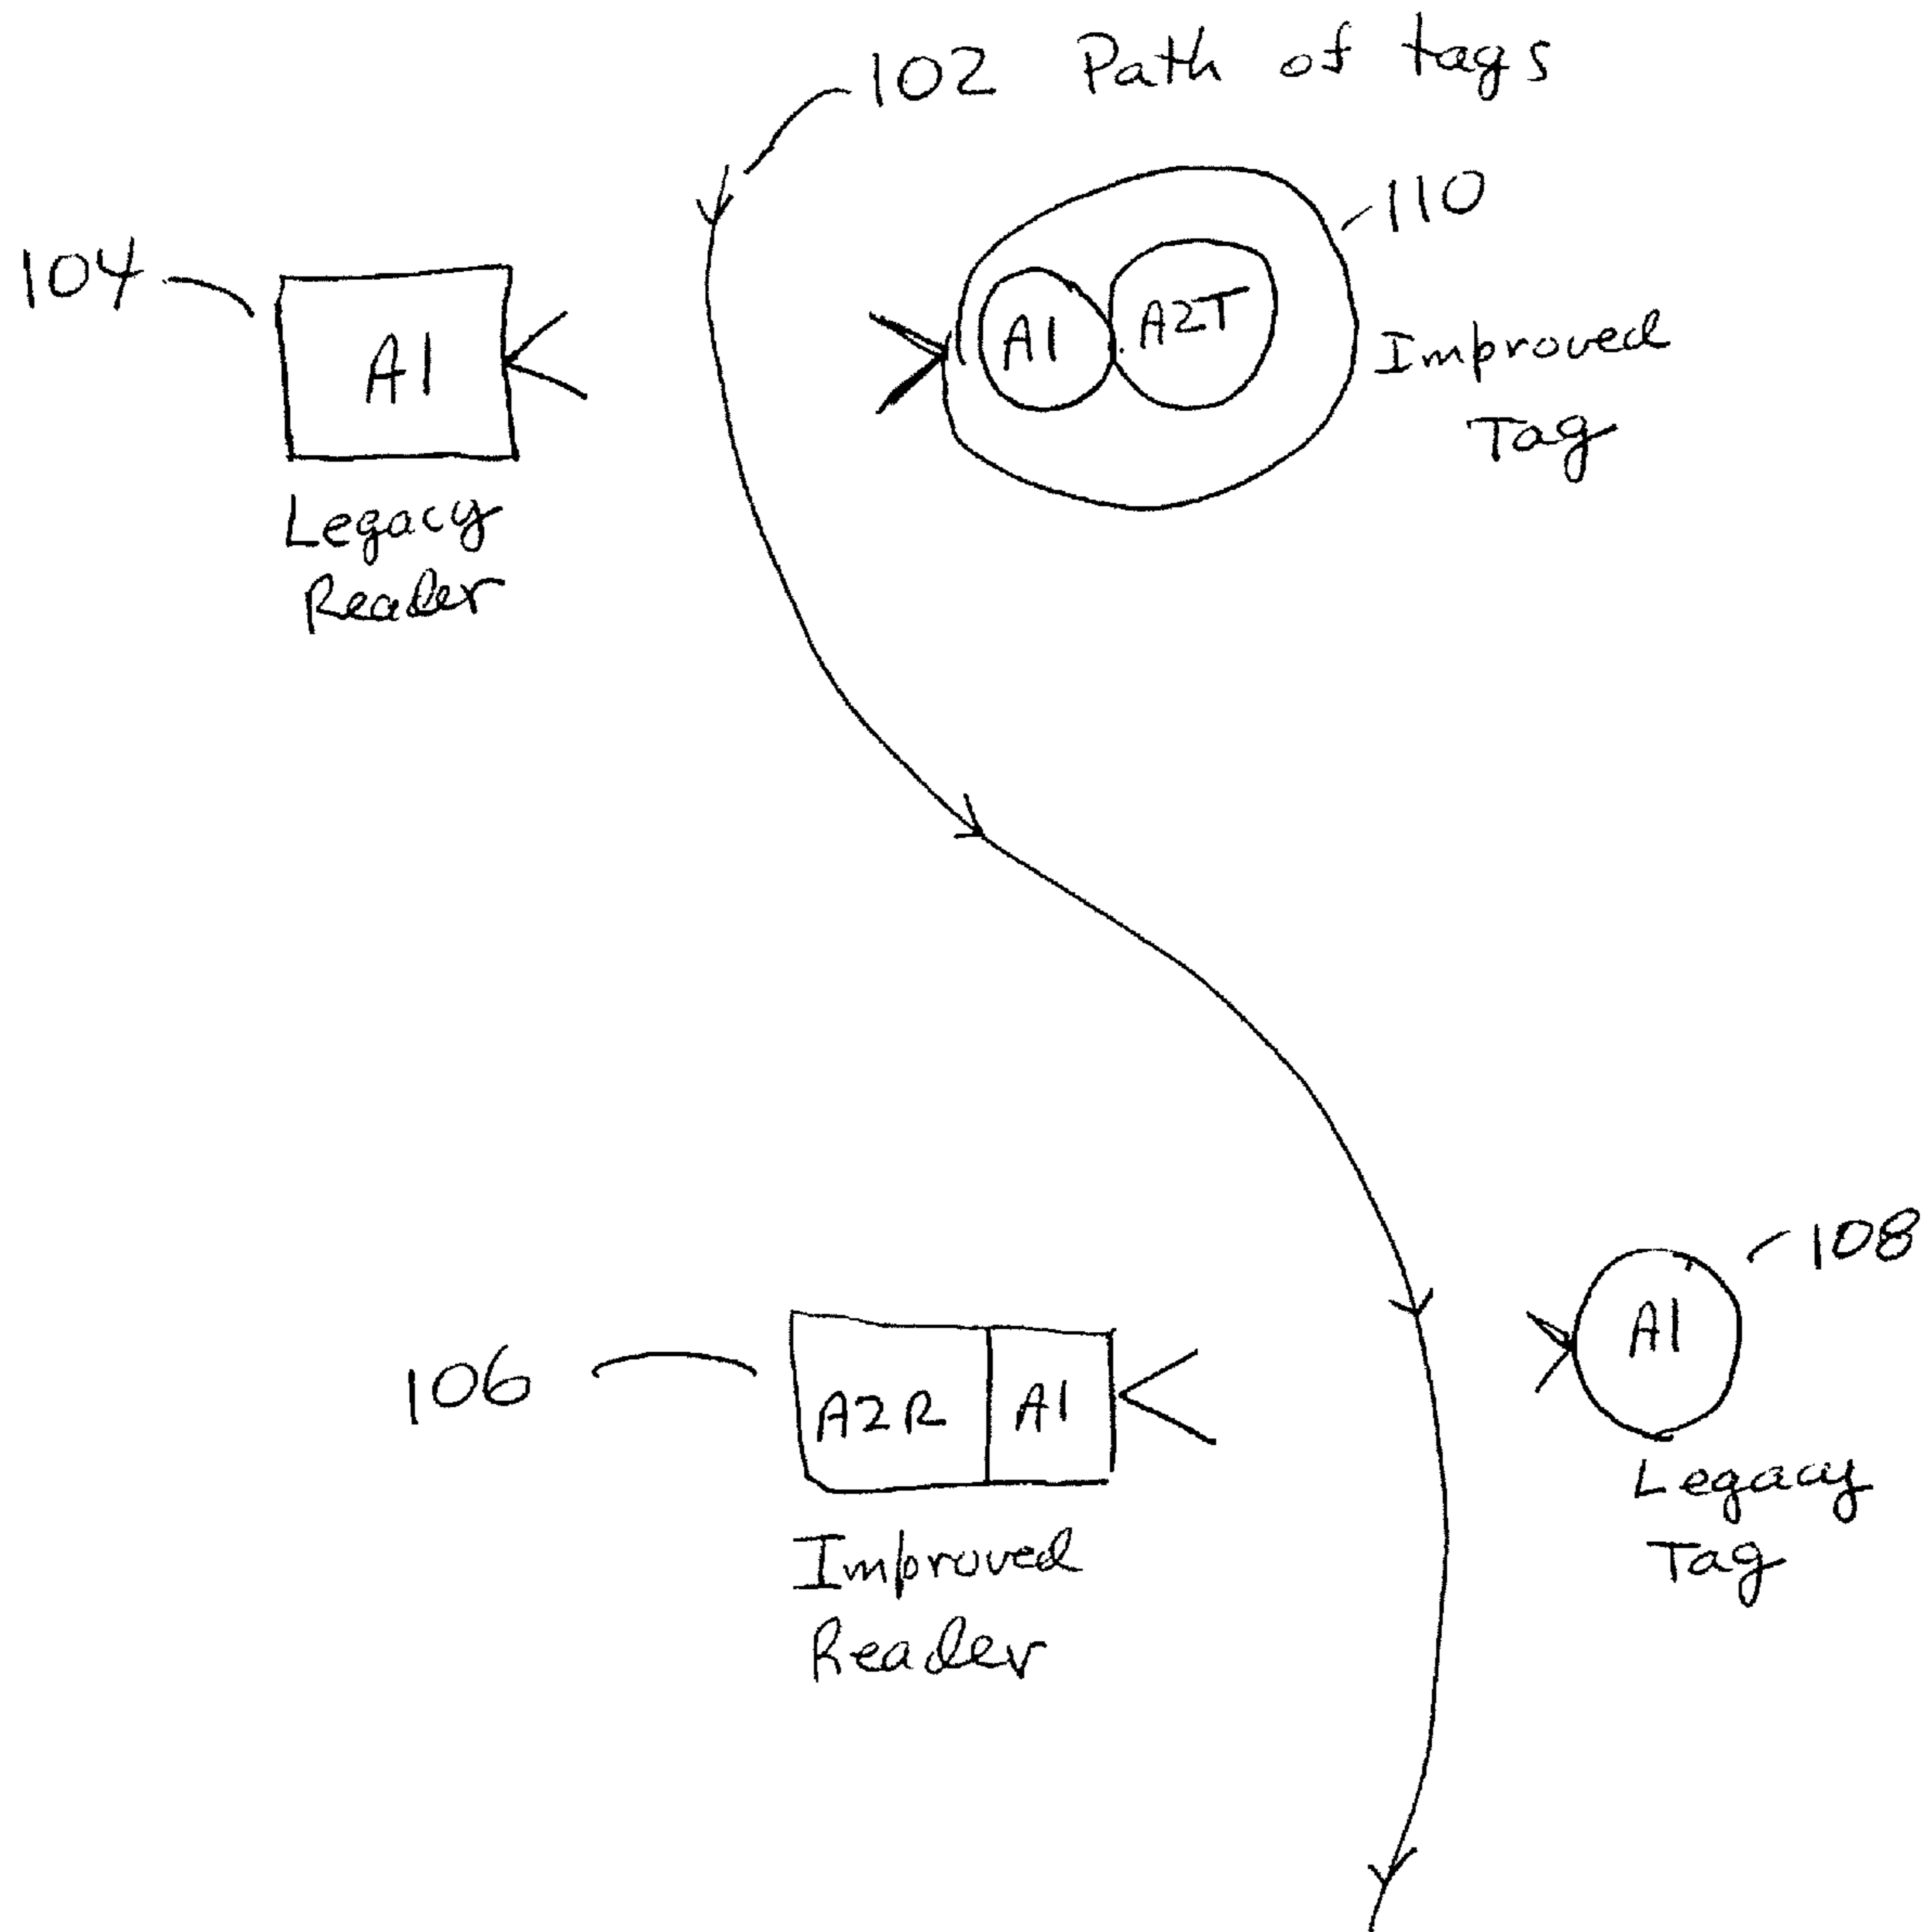 102 Path of tags
110
104
A1
A1
A2T
Improved
Tag
Legacy
Reader
108
A1
106
A2R
A1
Legacy
Tag
Improved
Reader